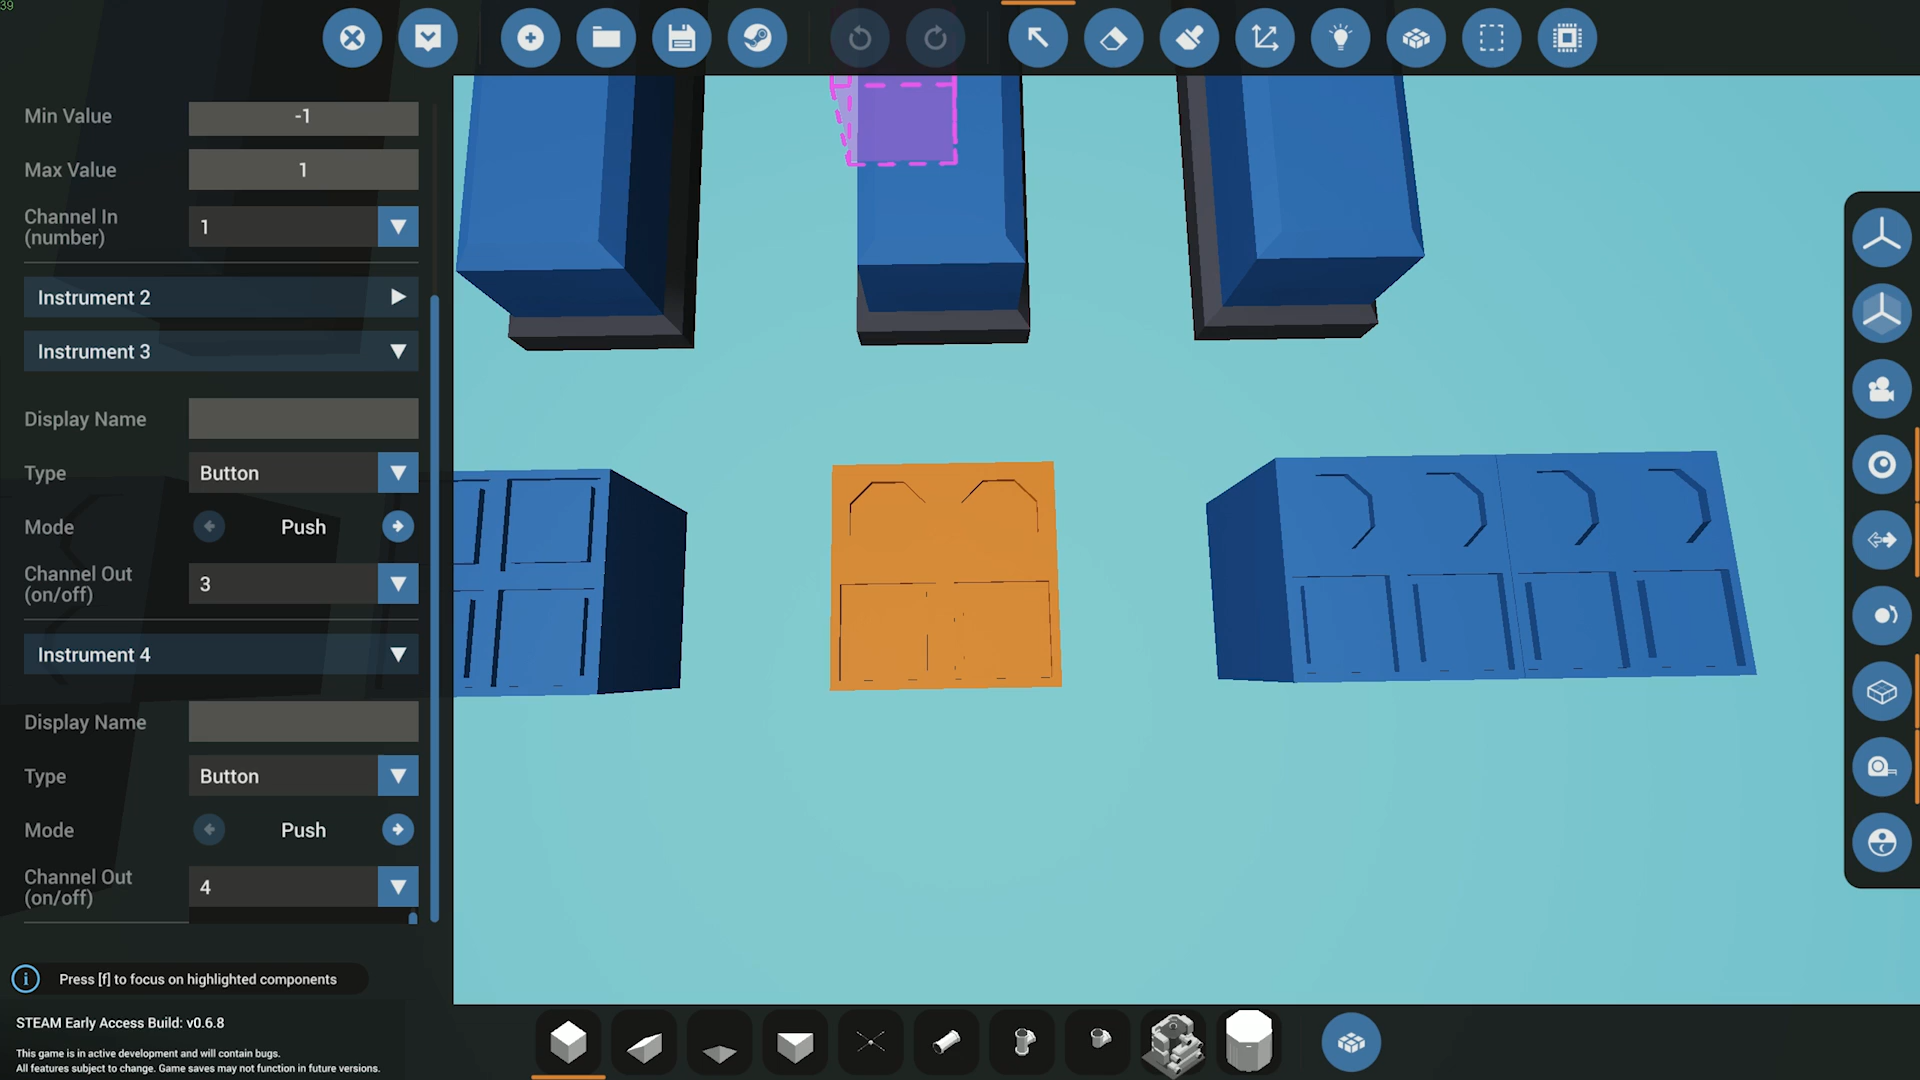 39
Min Value
-1
Max Value
1
Channel In
(number)
1
Instrument 2
Instrument 3
Display Name
Type
Button
Mode
Push
Channel Out
(on/off)
3
Instrument 4
Display Name
Type
Button
Mode
Push
Channel Out
(on/off)
4
Press [f] to focus on highlighted components
STEAM Early Access Build: v0.6.8
This game is in active development and will contain bugs.
All features subject to change. Game saves may not function in future versions.